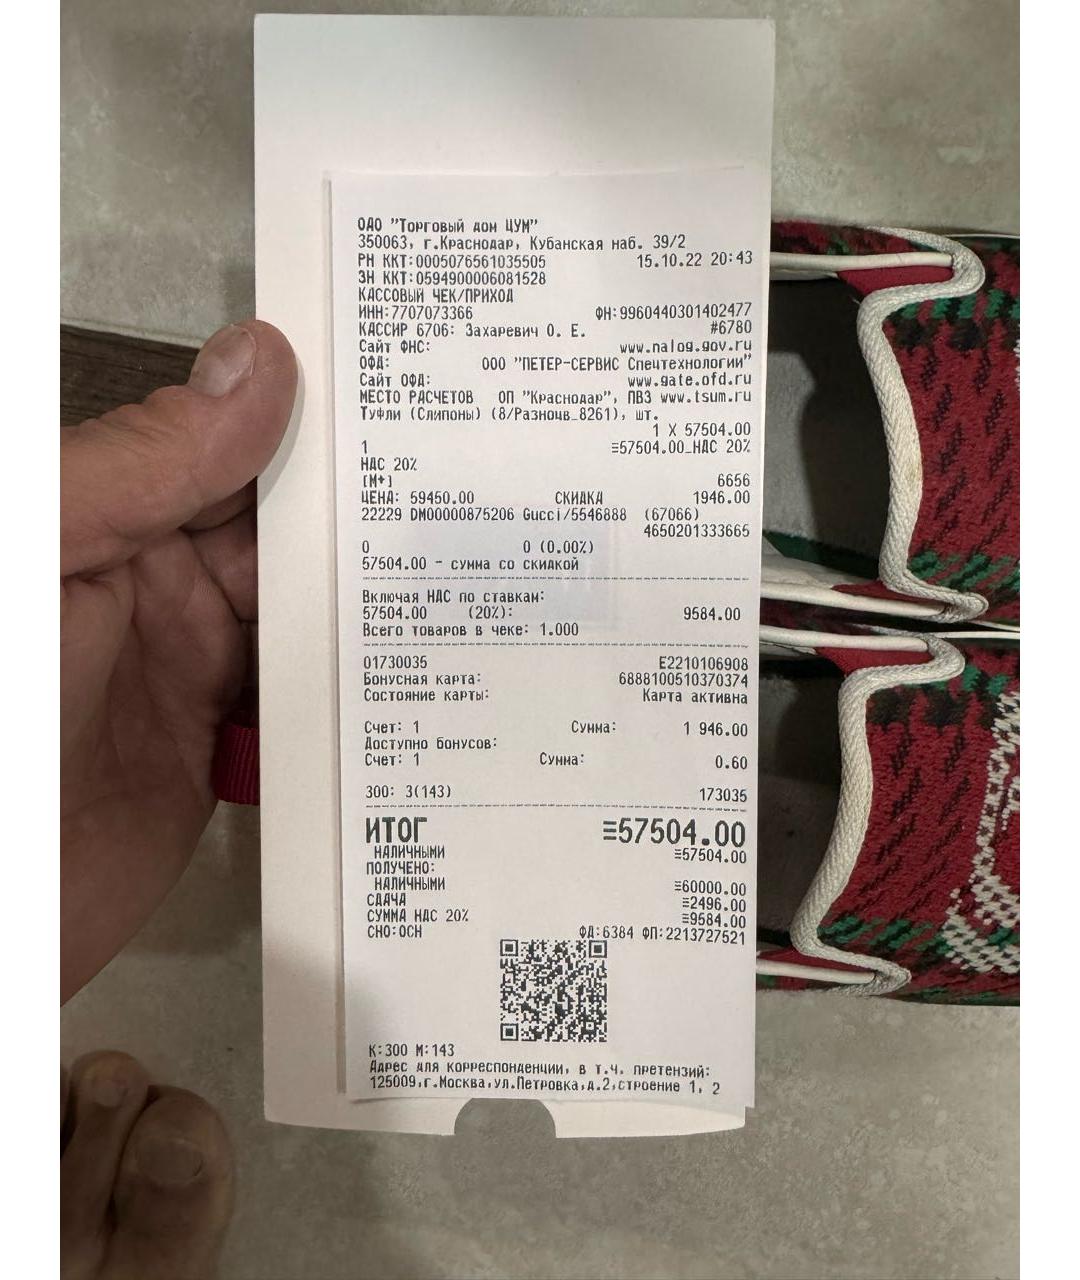 ОАО "Торговый дом ЦУМ"
350063, г.Краснодар, Кубанская наб. 39/2
РН ККТ:0005076561035505 15.10.22 20:43
ЗН ККТ:0594900006081528
КАССОВЫЙ ЧЕК/ПРИХОД
ИНН:7707073366 ФН:9960440301402477
КАССИР 6706: Захаревич О. Е. #6780
Сайт ФНС: www.nalog.gov.ru
ОФД: ООО "ПЕТЕР-СЕРВИС Спецтехнологии"
Сайт ОФД: www.gate.ofd.ru
МЕСТО РАСЧЕТОВ ОП "Краснодар", ПВЗ www.tsum.ru
Туфли (Слипоны) (8/Разноцв_8261), шт.
1 X 57504.00
1 ≡57504.00_НДС 20%
НДС 20%
[М+] 6656
ЦЕНА: 59450.00 СКИДКА 1946.00
22229 DM00000875206 Gucci/5546888 (67066)
4650201333665
0 0 (0.00%)
57504.00 - сумма со скидкой
Включая НДС по ставкам:
57504.00 (20%): 9584.00
Всего товаров в чеке: 1.000
01730035 E2210106908
Бонусная карта: 6888100510370374
Состояние карты: Карта активна
Счет: 1 Сумма: 1 946.00
Доступно бонусов:
Счет: 1 Сумма: 0.60
300: 3(143) 173035
ИТОГ ≡57504.00
НАЛИЧНЫМИ ≡57504.00
ПОЛУЧЕНО:
НАЛИЧНЫМИ ≡60000.00
СДАЧА ≡2496.00
СУММА НДС 20% ≡9584.00
СНО:ОСН ФД:6384 ФП:2213727521
К:300 М:143
Адрес для корреспонденции, в т.ч. претензий:
125009,г.Москва,ул.Петровка,д.2,строение 1, 2